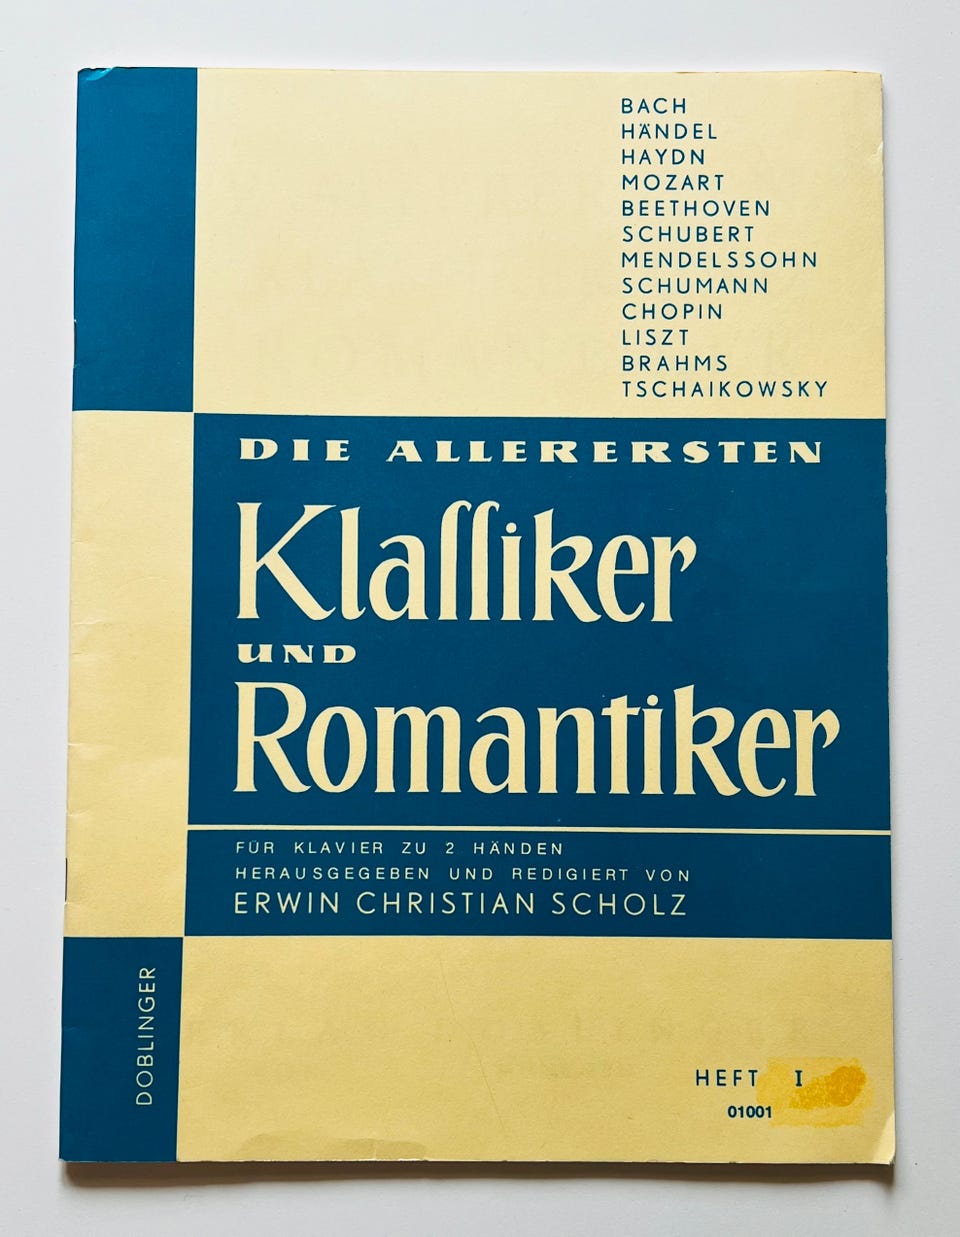 BACH
HÄNDEL
HAYDN
MOZART
BEETHOVEN
SCHUBERT
MENDELSSOHN
SCHUMANN
CHOPIN
LISZT
BRAHMS
TSCHAIKOWSKY
DIE ALLERERSTEN
Klaſſiker
UND
Romantiker
FÜR KLAVIER ZU 2 HÄNDEN
HERAUSGEGEBEN UND REDIGIERT VON
ERWIN CHRISTIAN SCHOLZ
DOBLINGER
HEFT I
01001